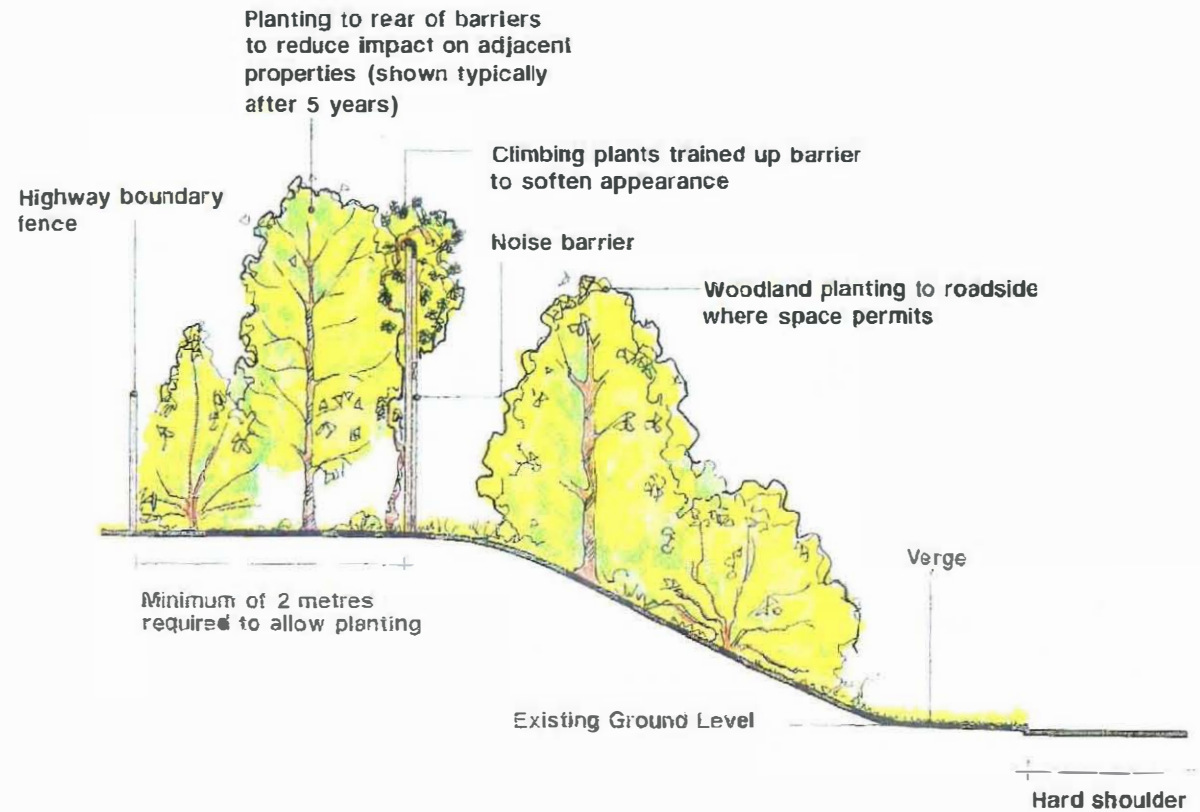 Planting to rear of barriers
to reduce impact on adjacent
properties (shown typically
after 5 years)
Climbing plants trained up barrier
to soften appearance
Highway boundary
fence
Noise barrier
Woodland planting to roadside
where space permits
Verge
Minimum of 2 metres
required to allow planting
Existing Ground Level
Hard shoulder